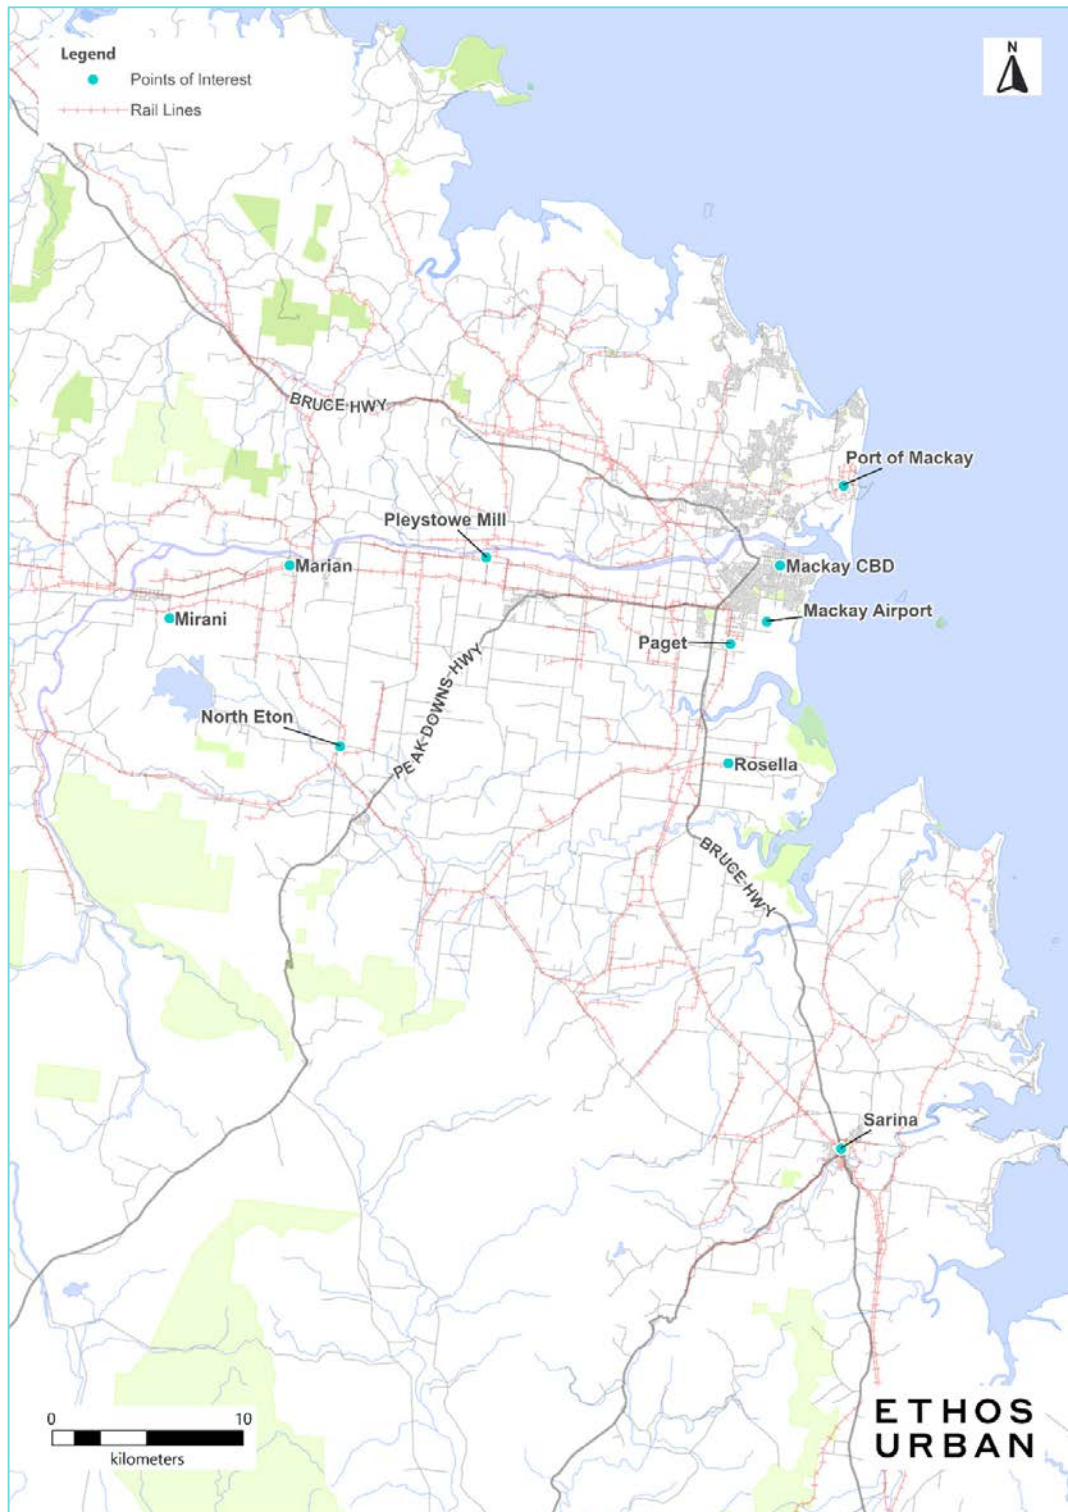 Legend
Points of Interest
Rail Lines
N
BRUCE HWY
Port of Mackay
Pleystowe Mill
Marian
Mackay CBD
Mackay Airport
Mirani
Paget
PEAK DOWNS HWY
North Eton
Rosella
BRUCE HWY
Sarina
0 10
kilometers
ETHOS
URBAN